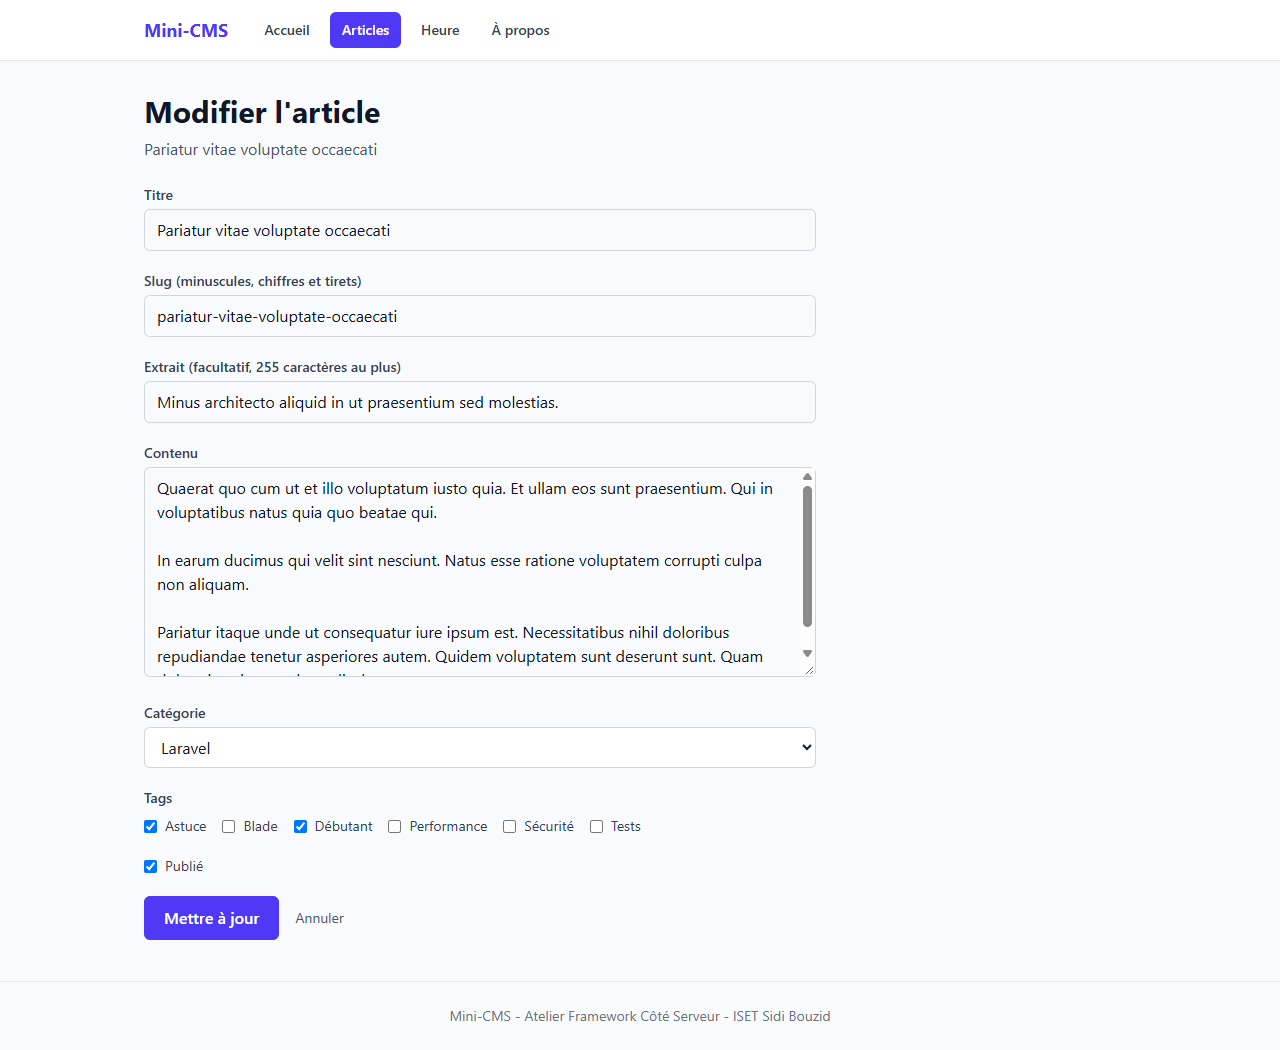 Mini-CMS Accueil Articles Heure À propos
Modifier l'article
Pariatur vitae voluptate occaecati
Titre
Pariatur vitae voluptate occaecati
Slug (minuscules, chiffres et tirets)
pariatur-vitae-voluptate-occaecati
Extrait (facultatif, 255 caractères au plus)
Minus architecto aliquid in ut praesentium sed molestias.
Contenu
Quaerat quo cum ut et illo voluptatum iusto quia. Et ullam eos sunt praesentium. Qui in
voluptatibus natus quia quo beatae qui.
In earum ducimus qui velit sint nesciunt. Natus esse ratione voluptatem corrupti culpa
non aliquam.
Pariatur itaque unde ut consequatur iure ipsum est. Necessitatibus nihil doloribus
repudiandae tenetur asperiores autem. Quidem voluptatem sunt deserunt sunt. Quam
Catégorie
Laravel
Tags
Astuce Blade Débutant Performance Sécurité Tests
Publié
Mettre à jour Annuler
Mini-CMS - Atelier Framework Côté Serveur - ISET Sidi Bouzid